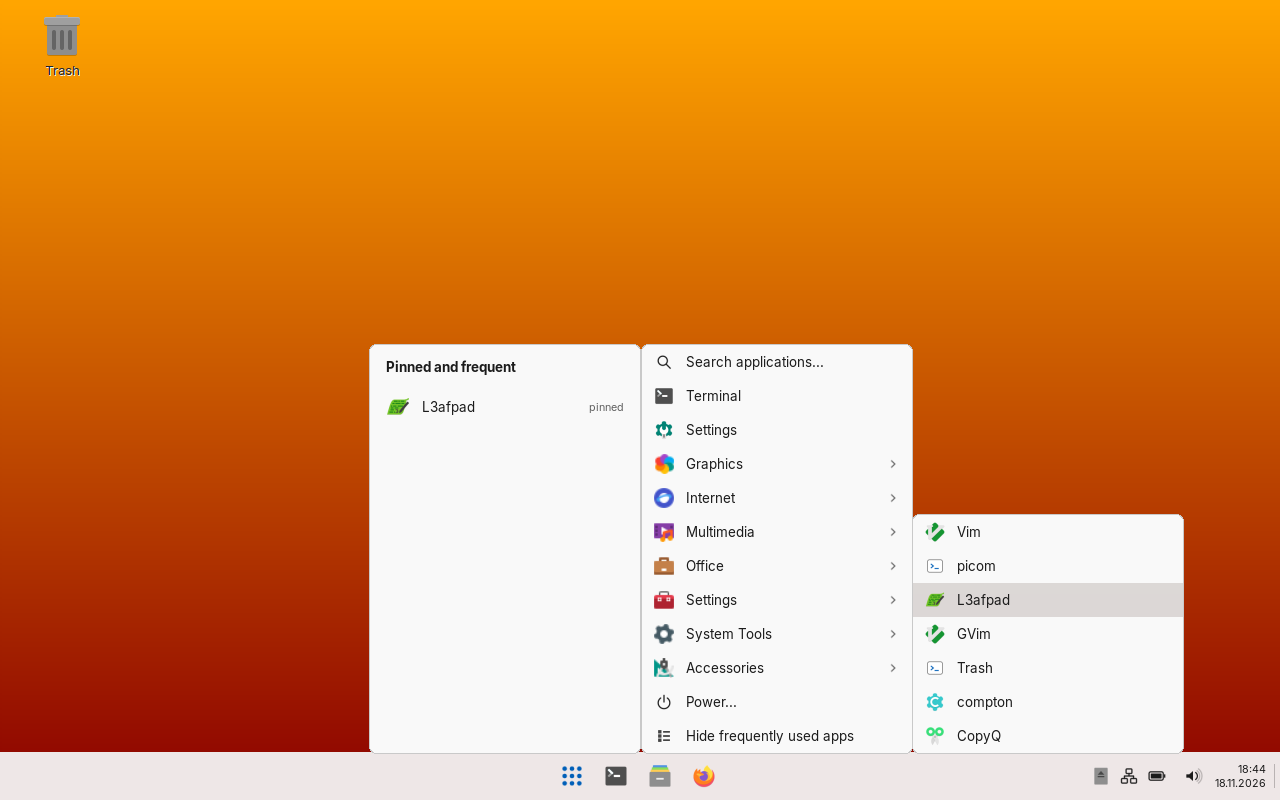 Trash
Pinned and frequent
L3afpad
pinned
Search applications...
Terminal
Settings
Graphics
Internet
Multimedia
Office
Settings
System Tools
Accessories
Power...
Hide frequently used apps
Vim
picom
L3afpad
GVim
Trash
compton
CopyQ
18:44
18.11.2026